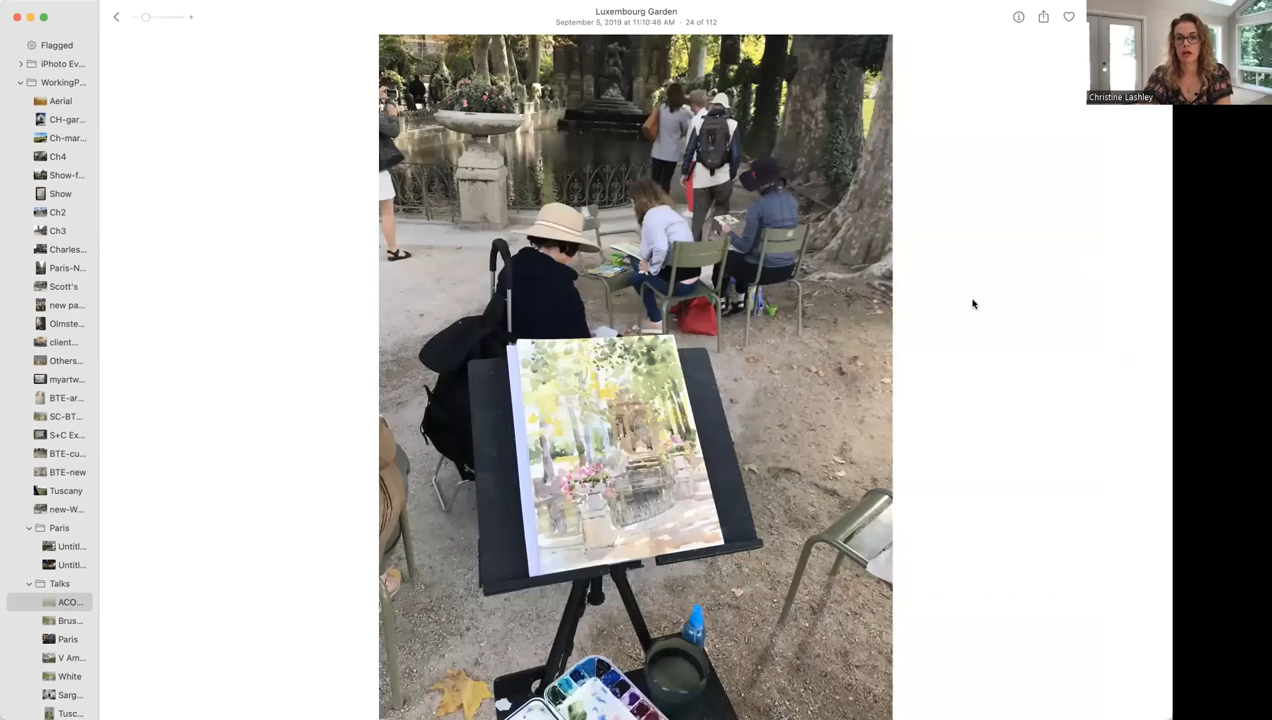 Luxembourg Garden
September 5, 2019 at 11:10:48 AM · 24 of 112
Christine Lashley
Flagged
iPhoto Ev...
WorkingP...
Aerial
CH-gar...
Ch-mar...
Ch4
Show-f...
Show
Ch2
Ch3
Charles...
Paris-N...
Scott's
new pa...
Olmste...
client...
Others...
myartw...
BTE-ar...
SC-BT...
S+C Ex...
BTE-cu...
BTE-new
Tuscany
new-W...
Paris
Untitl...
Untitl...
Talks
ACO...
Brus...
Paris
V Am...
White
Sarg...
Tusc...